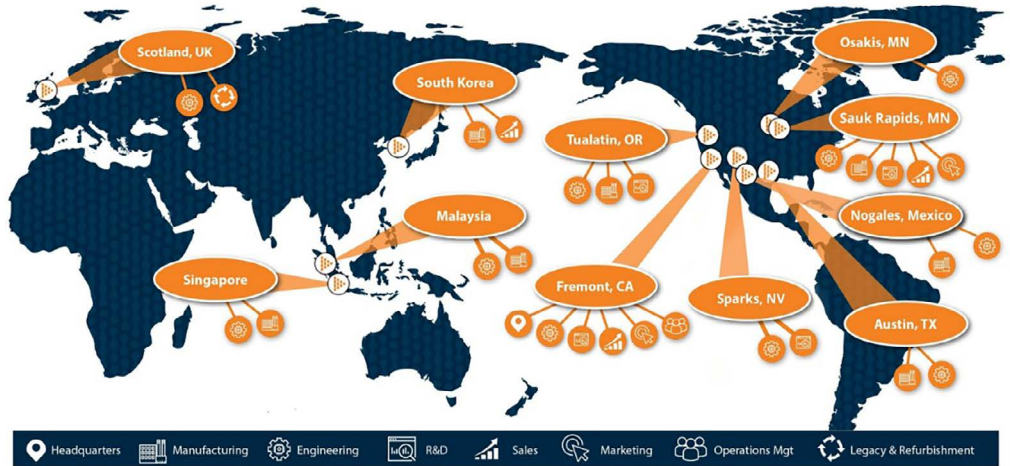 Scotland, UK
South Korea
Osakis, MN
Sauk Rapids, MN
Tualatin, OR
Malaysia
Nogales, Mexico
Singapore
Fremont, CA
Sparks, NV
Austin, TX
Headquarters
Manufacturing
Engineering
R&D
Sales
Marketing
Operations Mgt
Legacy & Refurbishment